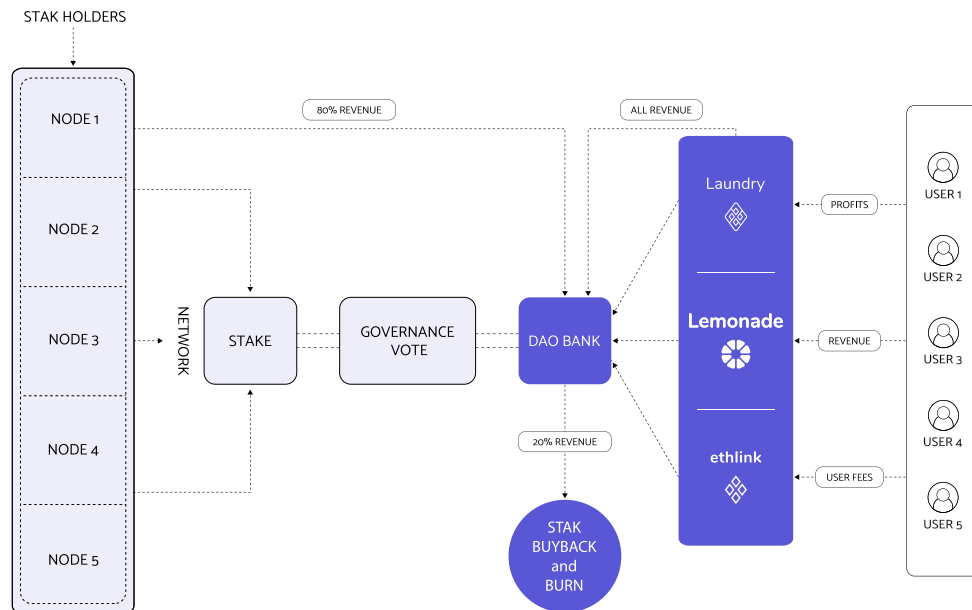 STAK HOLDERS
NODE 1
NODE 2
NODE 3
NODE 4
NODE 5
80% REVENUE
NETWORK
STAKE
GOVERNANCE
VOTE
DAO BANK
20% REVENUE
STAK
BUYBACK
and
BURN
ALL REVENUE
Laundry
Lemonade
ethlink
PROFITS
REVENUE
USER FEES
USER 1
USER 2
USER 3
USER 4
USER 5